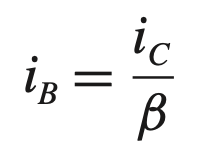 i_B = i_C / β